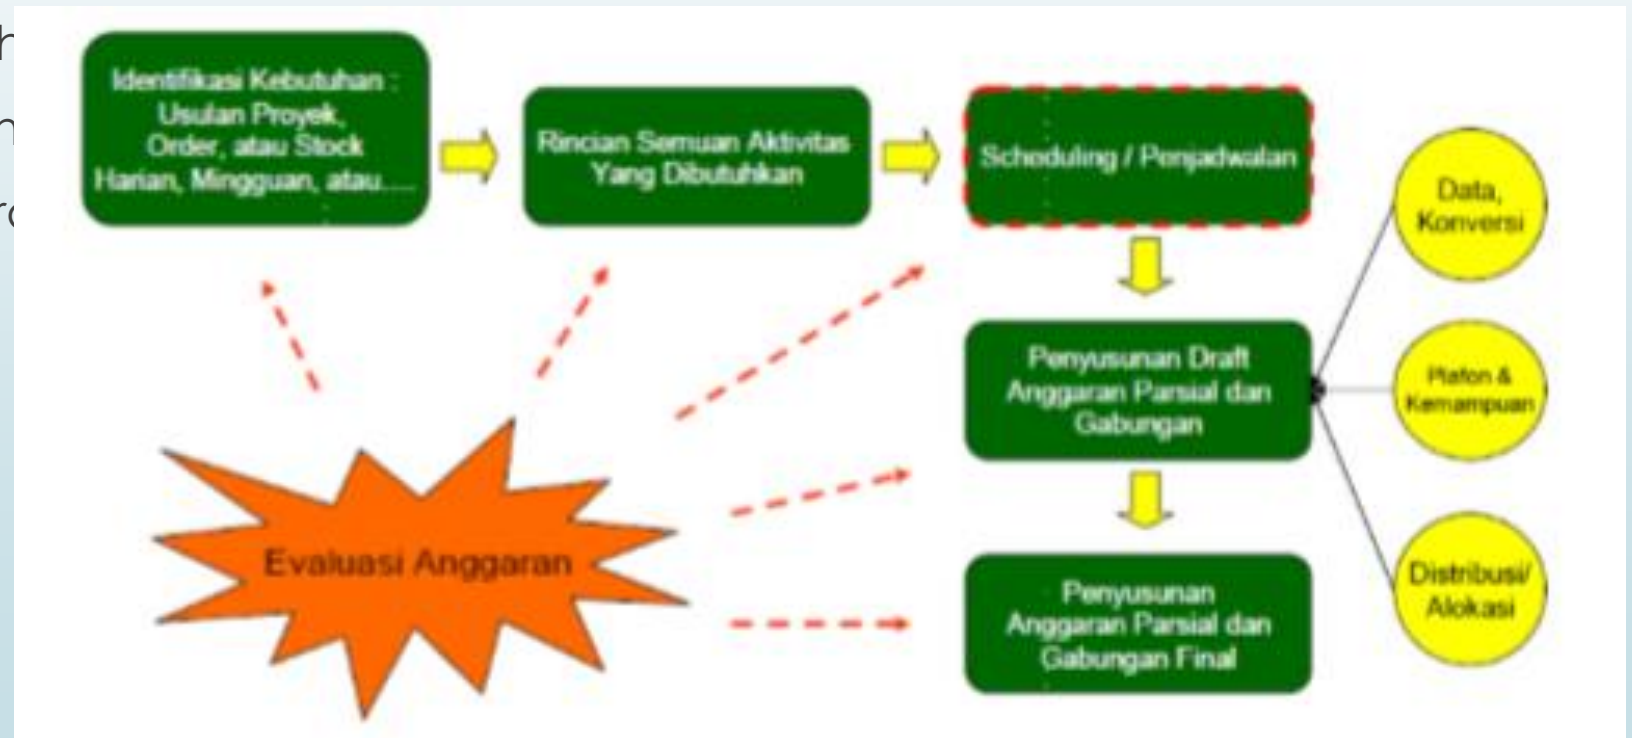 Identifikasi Kebutuhan :
Usulan Proyek,
Order, atau Stock
Harian, Mingguan, atau....
Rincian Semuan Aktivitas
Yang Dibutuhkan
Scheduling / Penjadwalan
Data,
Konversi
Penyusunan Draft
Anggaran Parsial dan
Gabungan
Plafon &
Kemampuan
Evaluasi Anggaran
Penyusunan
Anggaran Parsial dan
Gabungan Final
Distribusi/
Alokasi